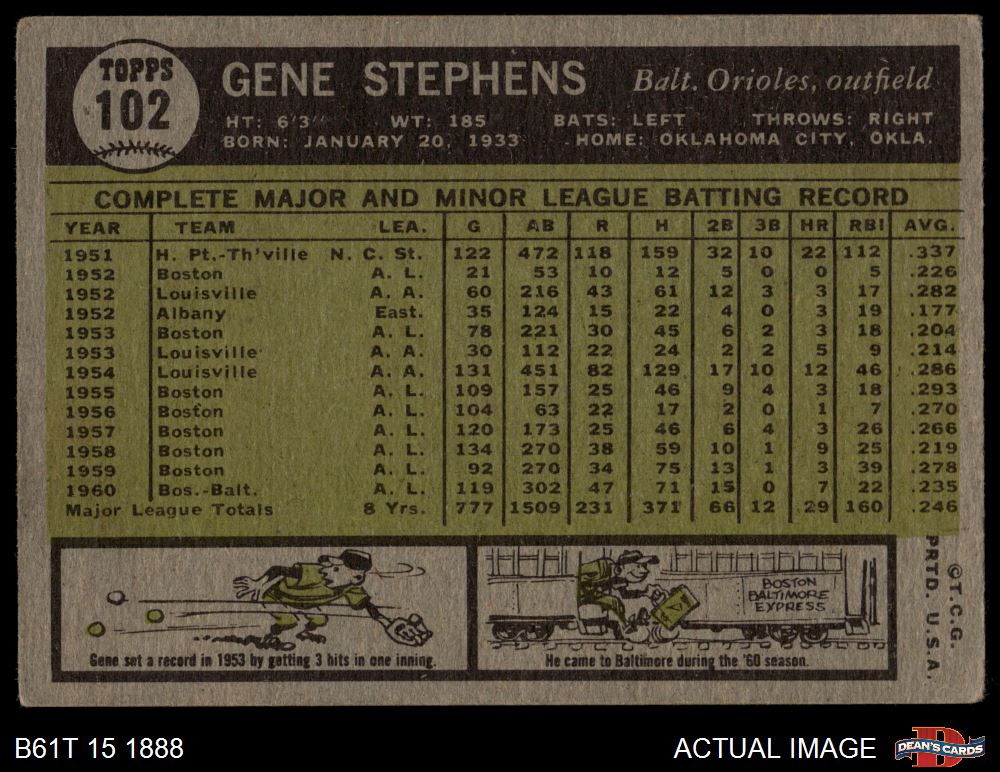 TOPPS
102
GENE STEPHENS
Balt. Orioles, outfield
HT: 6'3" WT: 185 BATS: LEFT THROWS: RIGHT
BORN: JANUARY 20, 1933 HOME: OKLAHOMA CITY, OKLA.
COMPLETE MAJOR AND MINOR LEAGUE BATTING RECORD
YEAR TEAM LEA. G AB R H 2B 3B HR RBI AVG.
1951 H. Pt.-Th'ville N. C. St. 122 472 118 159 32 10 22 112 .337
1952 Boston A. L. 21 53 10 12 5 0 0 5 .226
1952 Louisville A. A. 60 216 43 61 12 3 3 17 .282
1952 Albany East. 35 124 15 22 4 0 3 19 .177
1953 Boston A. L. 78 221 30 45 6 2 3 18 .204
1953 Louisville A. A. 30 112 22 24 2 2 5 9 .214
1954 Louisville A. A. 131 451 82 129 17 10 12 46 .286
1955 Boston A. L. 109 157 25 46 9 4 3 18 .293
1956 Boston A. L. 104 63 22 17 2 0 1 7 .270
1957 Boston A. L. 120 173 25 46 6 4 3 26 .266
1958 Boston A. L. 134 270 38 59 10 1 9 25 .219
1959 Boston A. L. 92 270 34 75 13 1 3 39 .278
1960 Bos.-Balt. A. L. 119 302 47 71 15 0 7 22 .235
Major League Totals 8 Yrs. 777 1509 231 371 66 12 29 160 .246
Gene set a record in 1953 by getting 3 hits in one inning.
BOSTON
BALTIMORE
EXPRESS
He came to Baltimore during the '60 season.
©T.C.G.
PRTD. U.S.A.
B61T 15 1888
ACTUAL IMAGE
D
DEAN'S CARDS